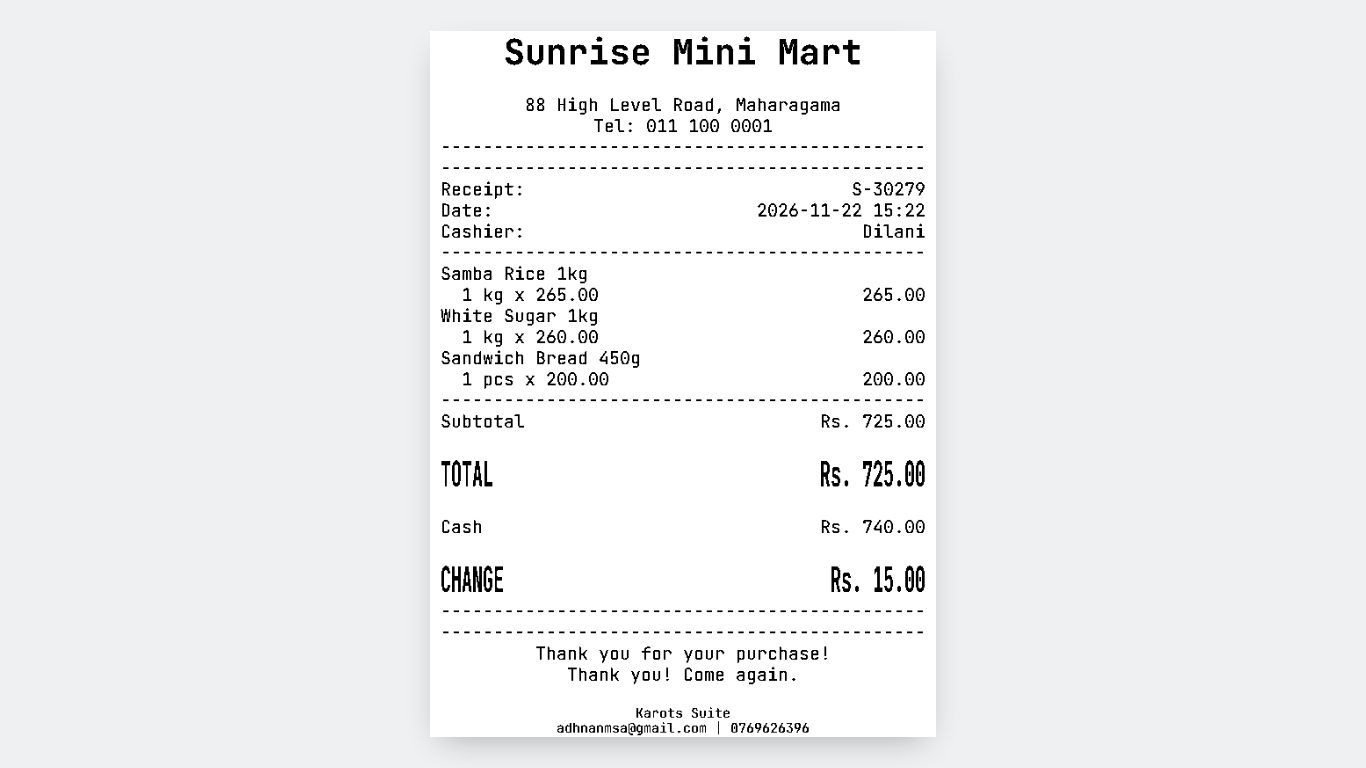 Sunrise Mini Mart
88 High Level Road, Maharagama
Tel: 011 100 0001
----------------------------------------------
----------------------------------------------
Receipt: S-30279
Date: 2026-11-22 15:22
Cashier: Dilani
----------------------------------------------
Samba Rice 1kg
1 kg x 265.00 265.00
White Sugar 1kg
1 kg x 260.00 260.00
Sandwich Bread 450g
1 pcs x 200.00 200.00
----------------------------------------------
Subtotal Rs. 725.00
TOTAL Rs. 725.00
Cash Rs. 740.00
CHANGE Rs. 15.00
----------------------------------------------
----------------------------------------------
Thank you for your purchase!
Thank you! Come again.
Karots Suite
adhnanmsa@gmail.com | 0769626396